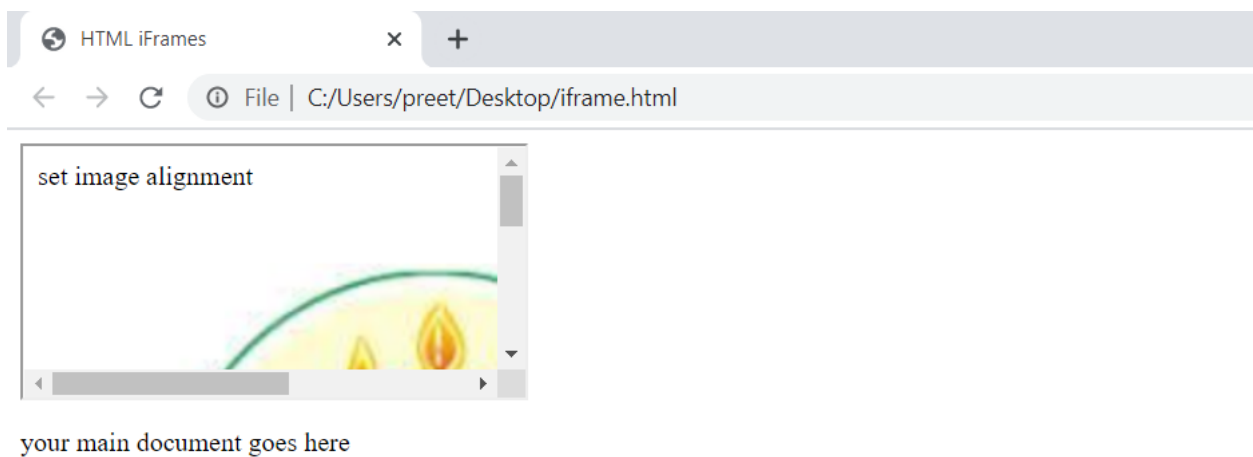 HTML iFrames
File | C:/Users/preet/Desktop/iframe.html
set image alignment
your main document goes here